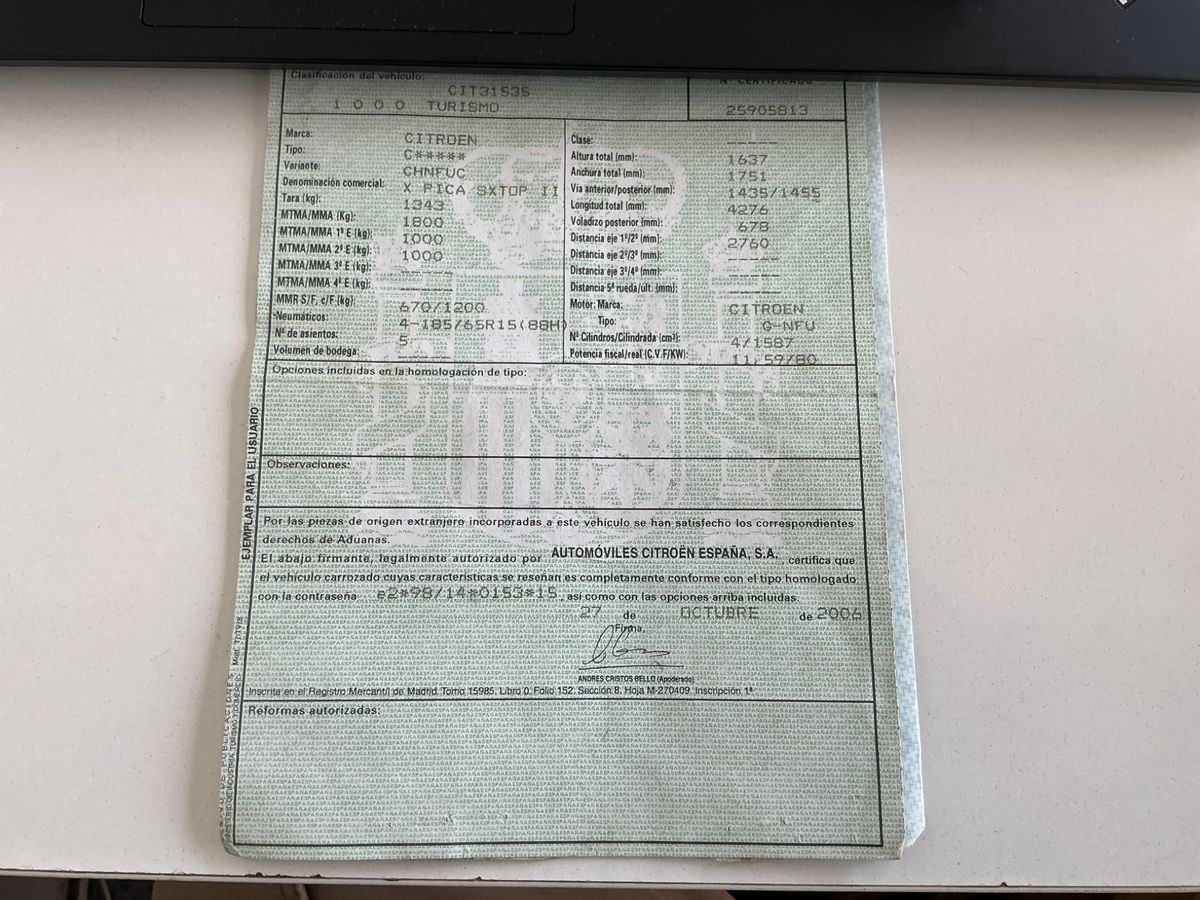 Clasificación del vehículo:
CIT31535
1000 TURISMO
Nº CERTIFICADO
25905813
Marca: CITROEN
Tipo: C*****
Variante: CHNFUC
Denominación comercial: X PICA SXTOP II
Tara (kg): 1343
MTMA/MMA (Kg): 1800
MTMA/MMA 1º E (kg): 1000
MTMA/MMA 2º E (kg): 1000
MTMA/MMA 3º E (kg): -----
MTMA/MMA 4º E (kg): -----
MMR S/F, c/F (kg): 670/1200
Neumáticos: 4-185/65R15(88H)
Nº de asientos: 5
Volumen de bodega: -----
Clase: -----
Altura total (mm): 1637
Anchura total (mm): 1751
Via anterior/posterior (mm): 1435/1455
Longitud total (mm): 4276
Voladizo posterior (mm): 678
Distancia eje 1º/2º (mm): 2760
Distancia eje 2º/3º (mm): -----
Distancia eje 3º/4º (mm): -----
Distancia 5ª rueda/últ. (mm): -----
Motor: Marca: CITROEN
Tipo: G-NFU
Nº Cilindros/Cilindrada (cm³): 4/1587
Potencia fiscal/real (C.V.F/KW): 11,59/80
Opciones incluidas en la homologación de tipo:
Observaciones:
EJEMPLAR PARA EL USUARIO
Por las piezas de origen extranjero incorporadas a este vehículo se han satisfecho los correspondientes
derechos de Aduanas.
El abajo firmante, legalmente autorizado por AUTOMÓVILES CITROËN ESPAÑA, S.A., certifica que
el vehículo carrozado cuyas características se reseñan es completamente conforme con el tipo homologado
con la contraseña e2*98/14*0153*15, así como con las opciones arriba incluidas.
27 de OCTUBRE de 2006
Firma,
ANDRES CRISTOS BELLO (Apoderado)
Inscrita en el Registro Mercantil de Madrid. Tomo 15985, Libro 0, Folio 152, Sección 8, Hoja M-270409, Inscripción 1ª
Reformas autorizadas: